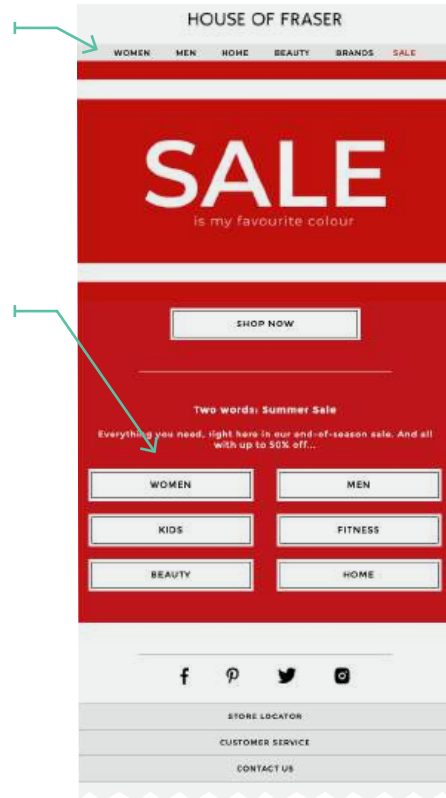 HOUSE OF FRASER
WOMEN MEN HOME BEAUTY BRANDS SALE
SALE
is my favourite colour
SHOP NOW
Two words: Summer Sale
Everything you need, right here in our end-of-season sale. And all
with up to 50% off...
WOMEN MEN
KIDS FITNESS
BEAUTY HOME
STORE LOCATOR
CUSTOMER SERVICE
CONTACT US